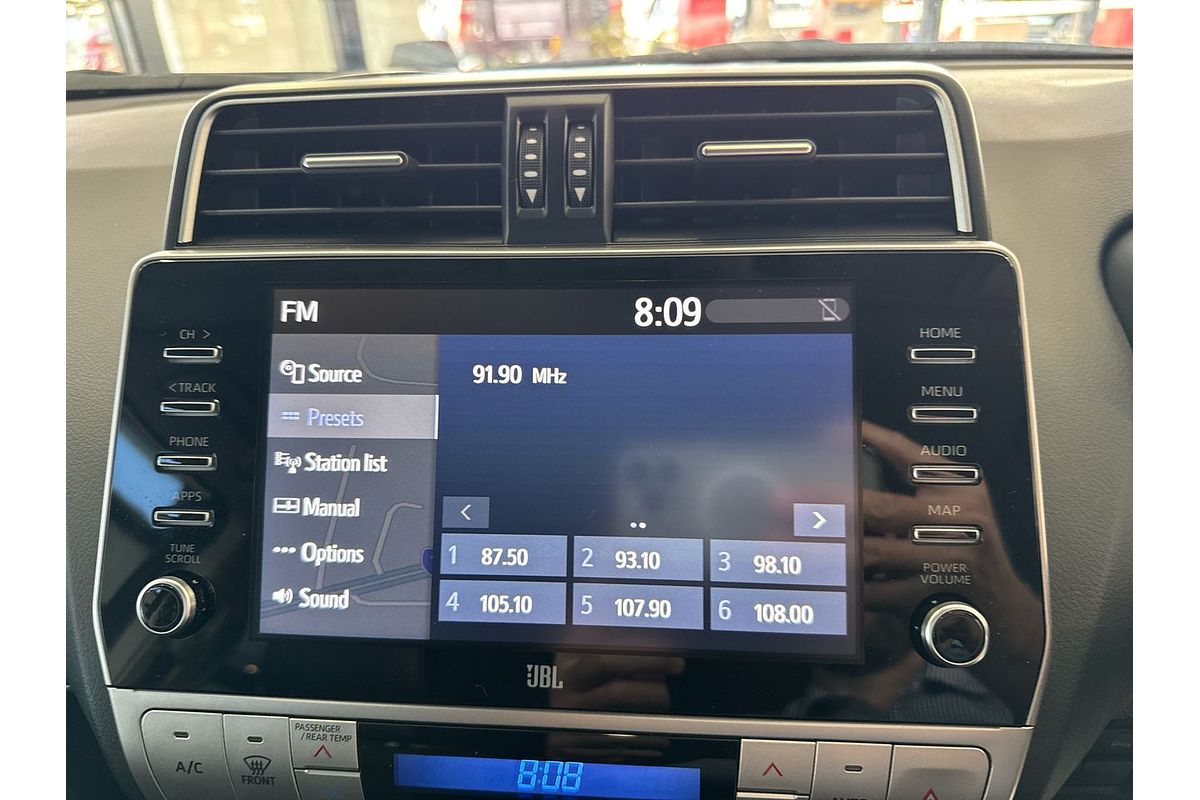 FM 8:09
CH >
<TRACK
PHONE
APPS
TUNE
SCROLL
Source
Presets
Station list
Manual
Options
Sound
91.90 MHz
< >
1 87.50 2 93.10 3 98.10
4 105.10 5 107.90 6 108.00
HOME
MENU
AUDIO
MAP
POWER
VOLUME
JBL
A/C
FRONT
PASSENGER
/ REAR TEMP
8:08